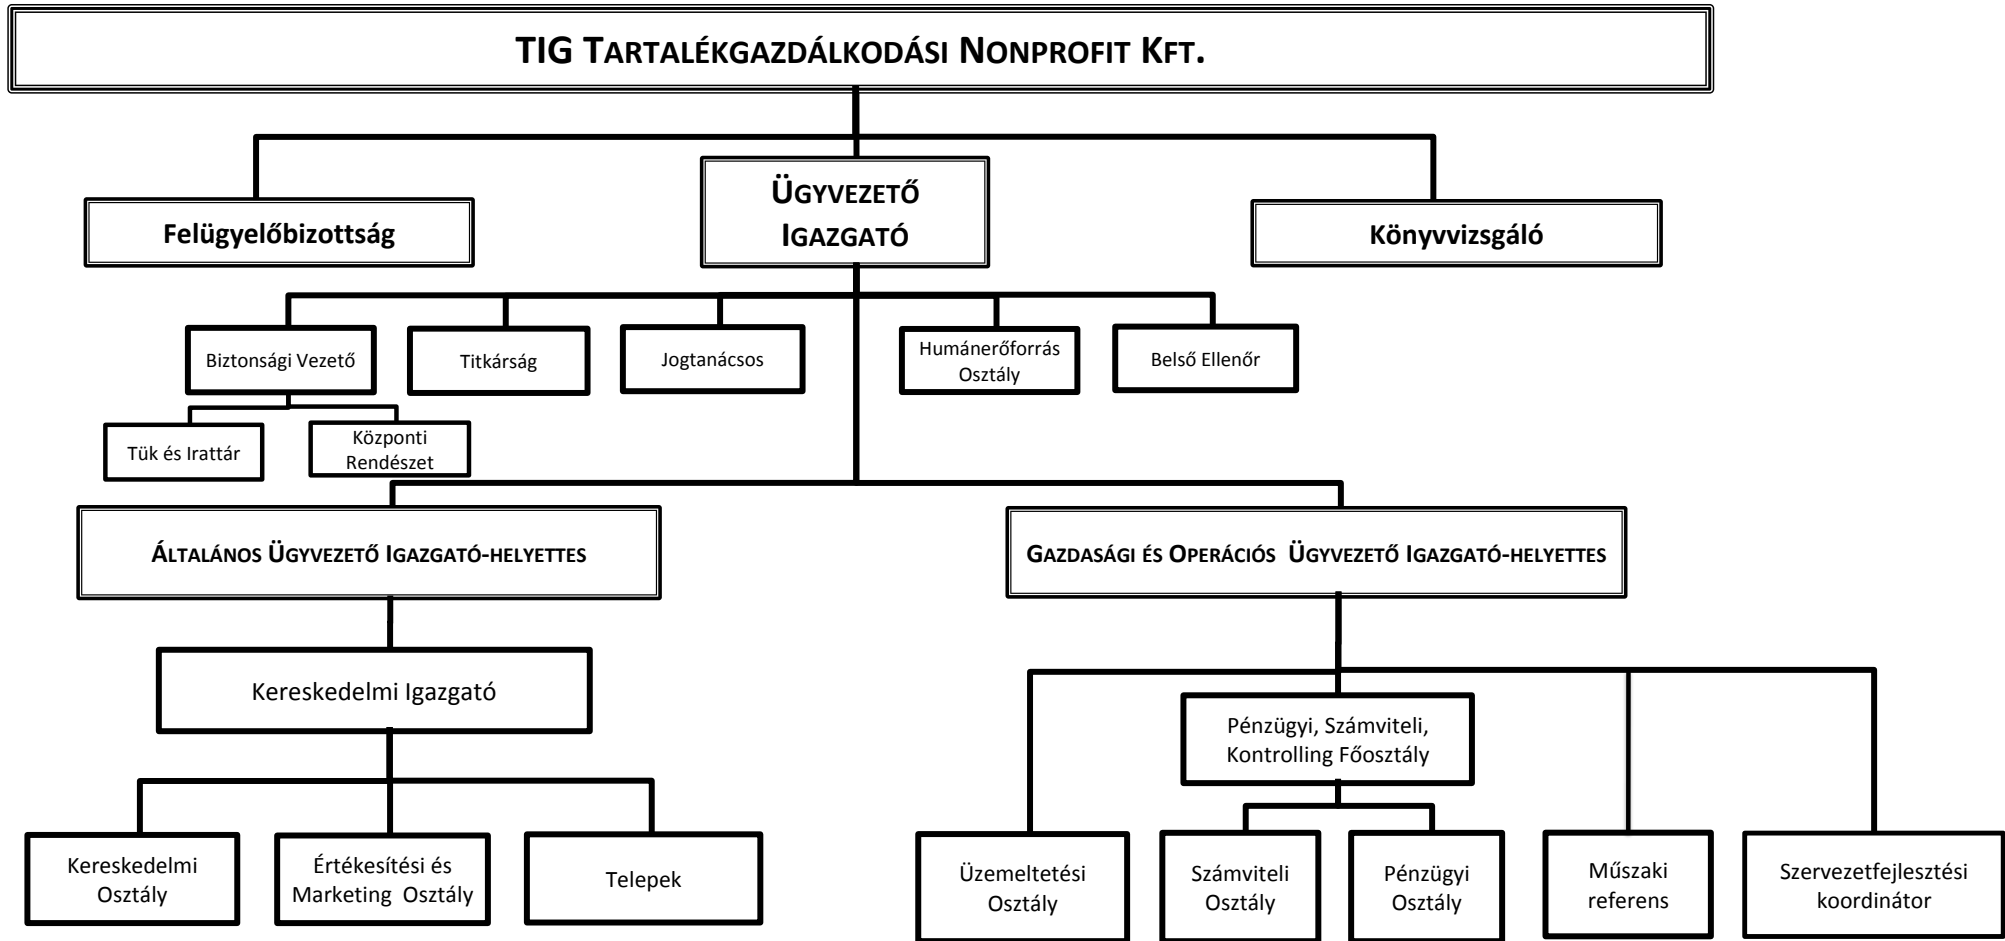 TIG TARTALÉKGAZDÁLKODÁSI NONPROFIT KFT.
Felügyelőbizottság
ÜGYVEZETŐ
IGAZGATÓ
Könyvvizsgáló
Biztonsági Vezető
Titkárság
Jogtanácsos
Humánerőforrás
Osztály
Belső Ellenőr
Tük és Irattár
Központi
Rendészet
ÁLTALÁNOS ÜGYVEZETŐ IGAZGATÓ-HELYETTES
GAZDASÁGI ÉS OPERÁCIÓS ÜGYVEZETŐ IGAZGATÓ-HELYETTES
Kereskedelmi Igazgató
Pénzügyi, Számviteli,
Kontrolling Főosztály
Kereskedelmi
Osztály
Értékesítési és
Marketing Osztály
Telepek
Üzemeltetési
Osztály
Számviteli
Osztály
Pénzügyi
Osztály
Műszaki
referens
Szervezetfejlesztési
koordinátor